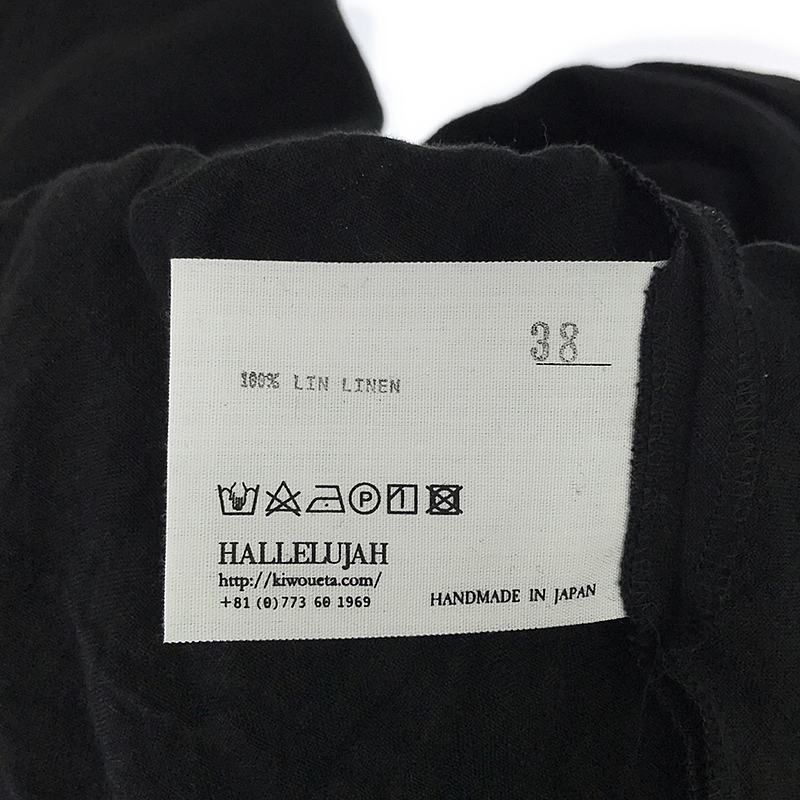 38
100% LIN LINEN
P
HALLELUJAH
http://kiwoueta.com/
+81 (0)773 60 1969
HANDMADE IN JAPAN